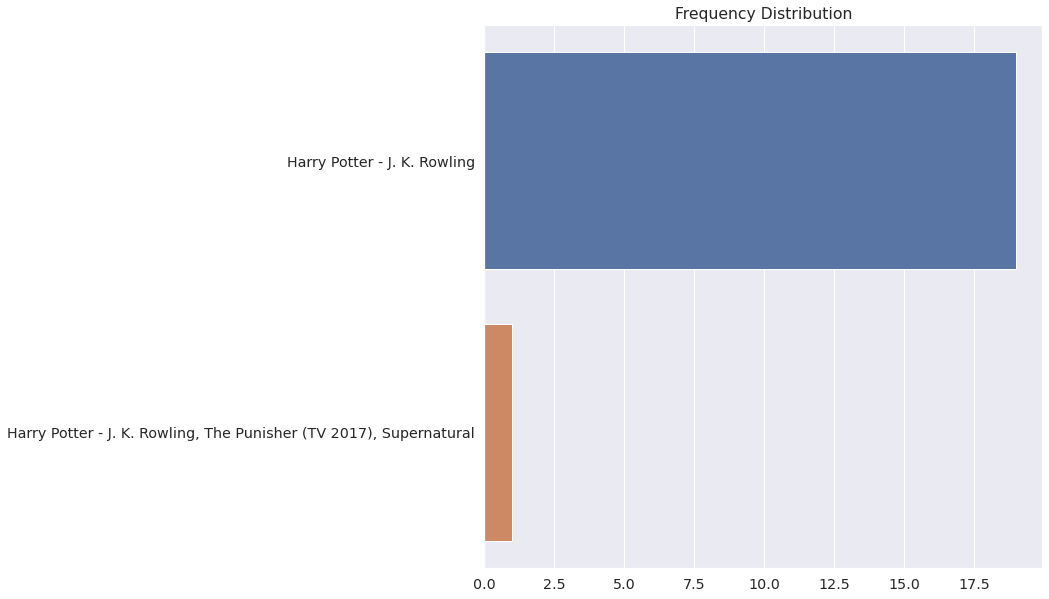 Frequency Distribution
Harry Potter - J. K. Rowling
Harry Potter - J. K. Rowling, The Punisher (TV 2017), Supernatural
0.0 2.5 5.0 7.5 10.0 12.5 15.0 17.5